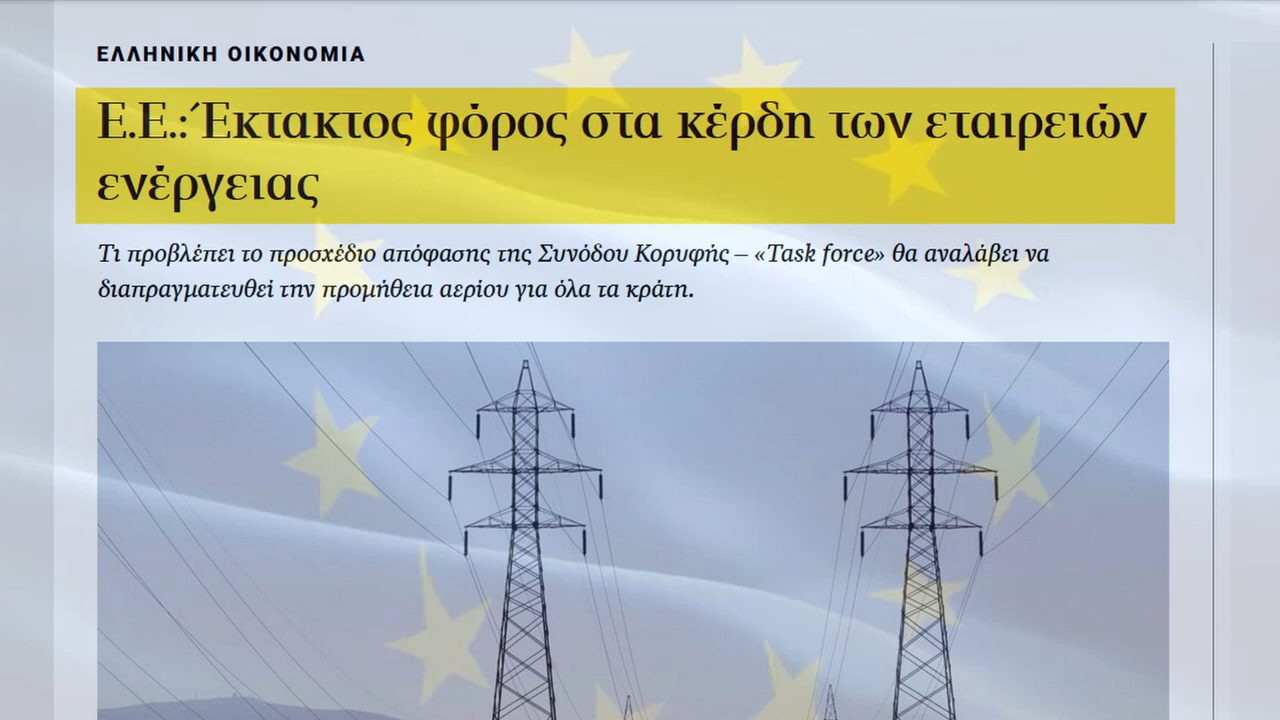 ΕΛΛΗΝΙΚΗ ΟΙΚΟΝΟΜΙΑ
Ε.Ε.: Έκτακτος φόρος στα κέρδη των εταιρειών
ενέργειας
Τι προβλέπει το προσχέδιο απόφασης της Συνόδου Κορυφής – «Task force» θα αναλάβει να
διαπραγματευθεί την προμήθεια αερίου για όλα τα κράτη.